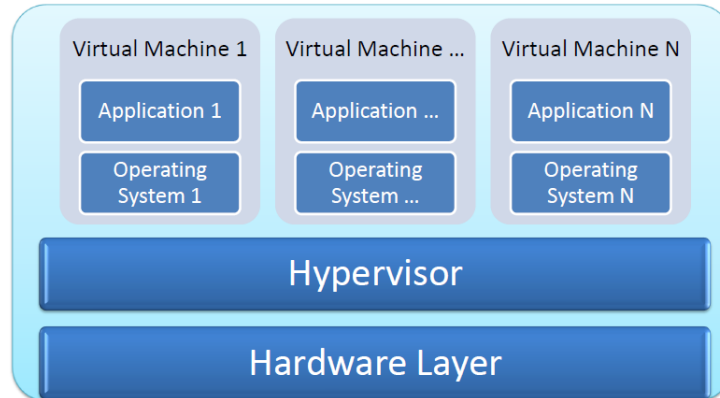 Virtual Machine 1
Virtual Machine ...
Virtual Machine N
Application 1
Application ...
Application N
Operating
System 1
Operating
System ...
Operating
System N
Hypervisor
Hardware Layer